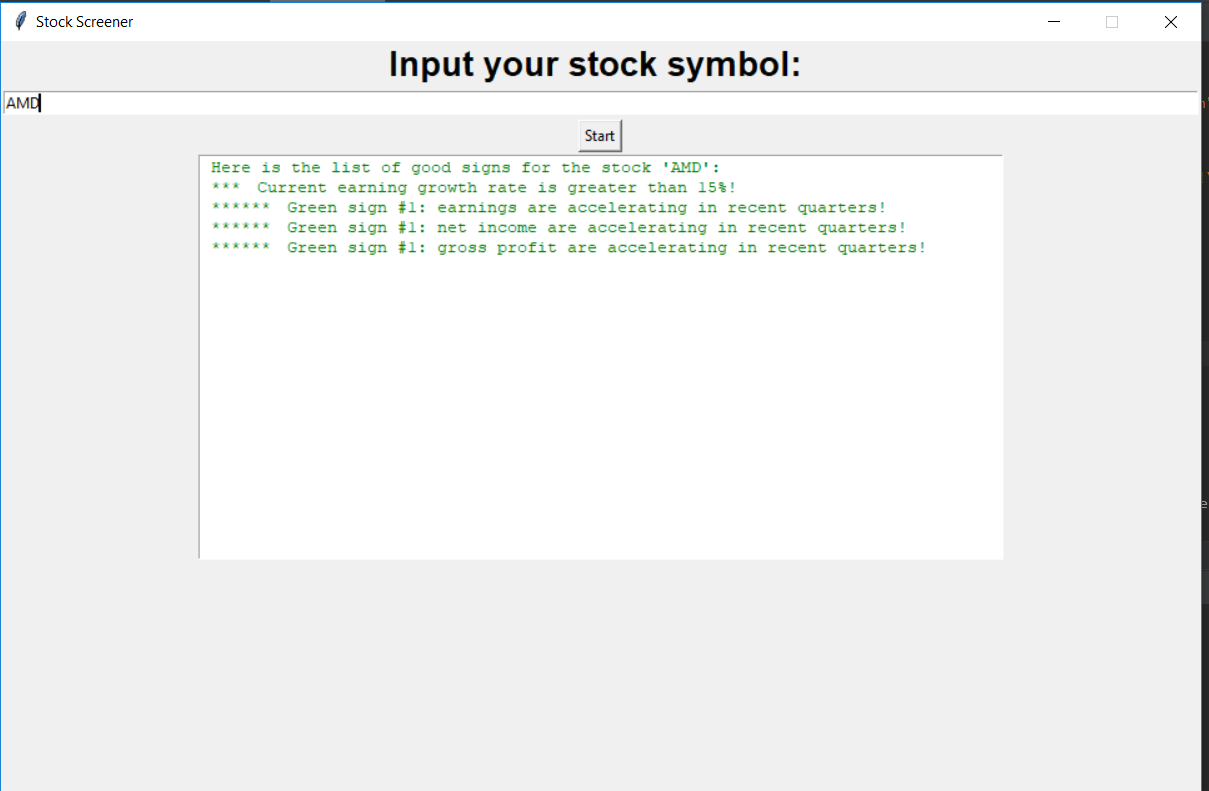 Stock Screener
Input your stock symbol:
AMD
Start
Here is the list of good signs for the stock 'AMD':
*** Current earning growth rate is greater than 15%!
****** Green sign #1: earnings are accelerating in recent quarters!
****** Green sign #1: net income are accelerating in recent quarters!
****** Green sign #1: gross profit are accelerating in recent quarters!